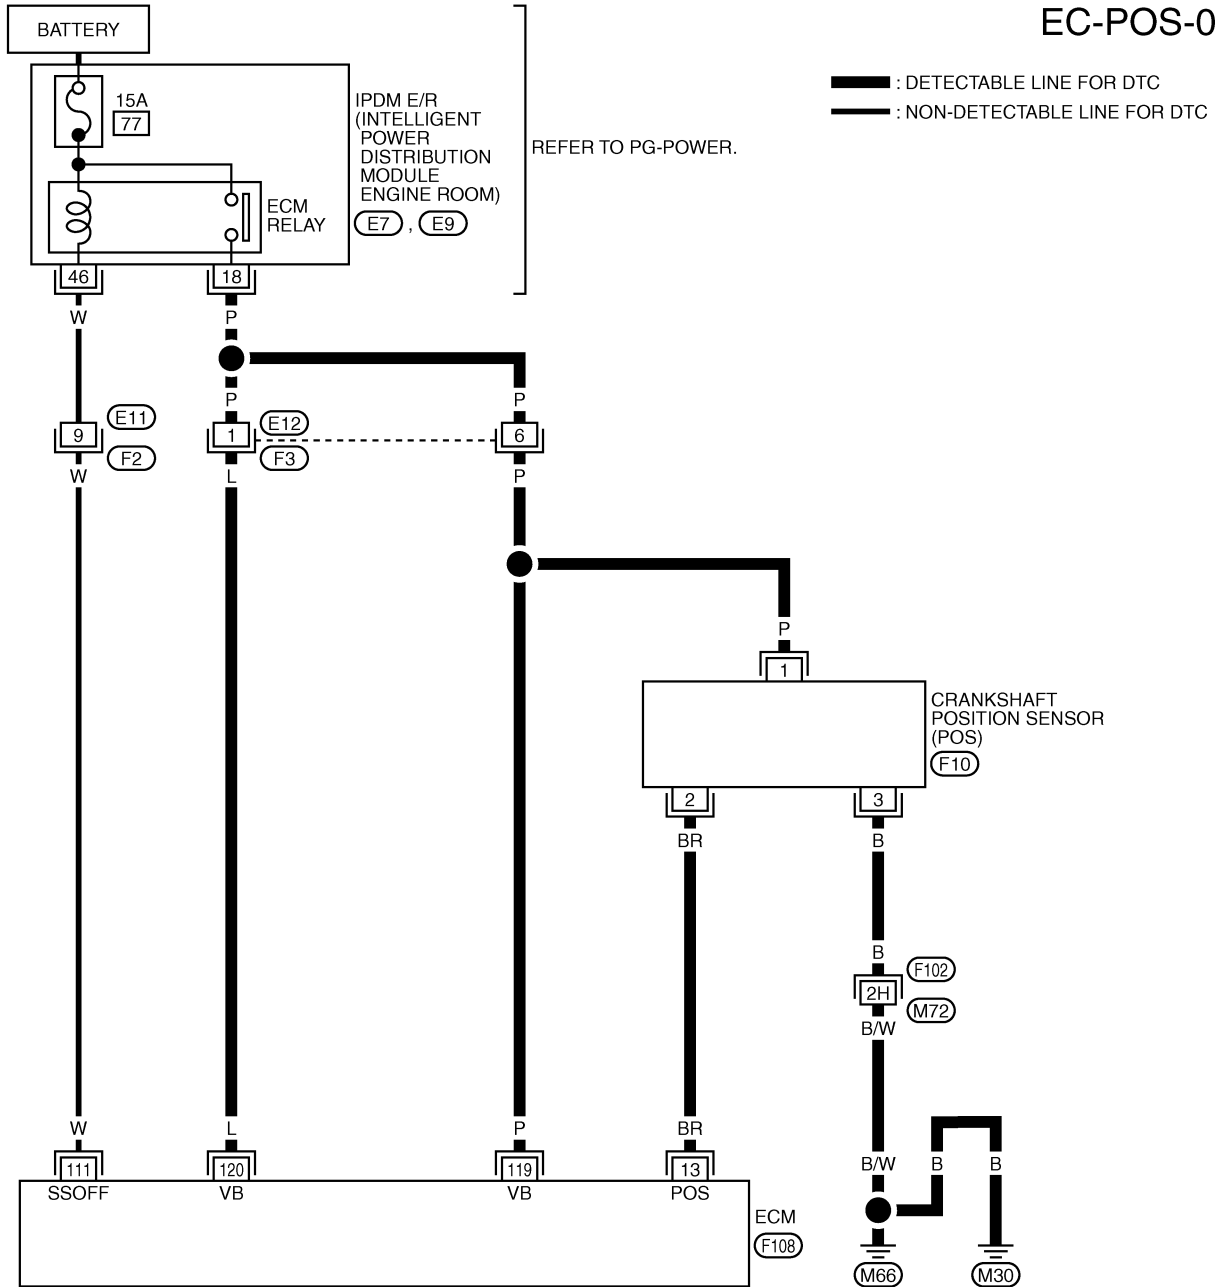 EC-POS-0
BATTERY
: DETECTABLE LINE FOR DTC
: NON-DETECTABLE LINE FOR DTC
15A
77
IPDM E/R
(INTELLIGENT
POWER
DISTRIBUTION
MODULE
ENGINE ROOM)
E7 , E9
REFER TO PG-POWER.
ECM
RELAY
46
18
W
P
P
P
E11
E12
9
1
6
F2
F3
W
L
P
P
1
CRANKSHAFT
POSITION SENSOR
(POS)
F10
2
3
BR
B
B
F102
2H
M72
B/W
W
L
P
BR
B/W
B
B
111
120
119
13
SSOFF
VB
VB
POS
ECM
F108
M66
M30